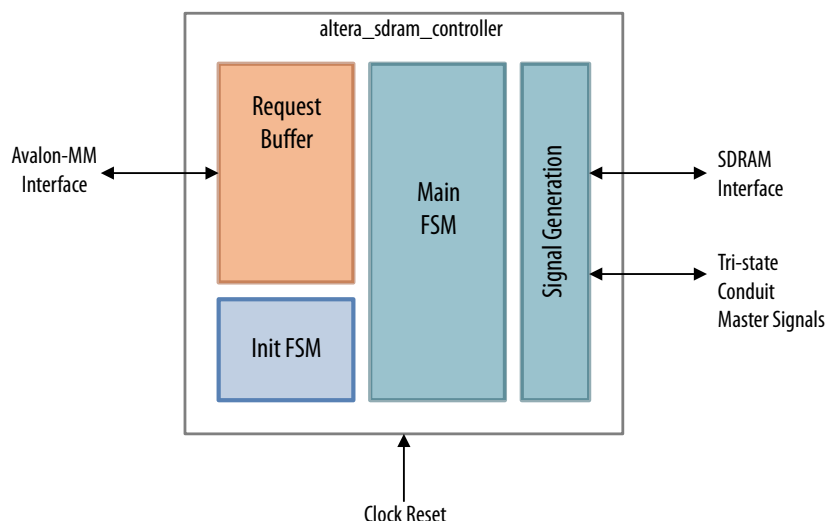 altera_sdram_controller
Request
Buffer
Avalon-MM
Interface
Main
FSM
Signal Generation
SDRAM
Interface
Tri-state
Conduit
Master Signals
Init FSM
Clock Reset